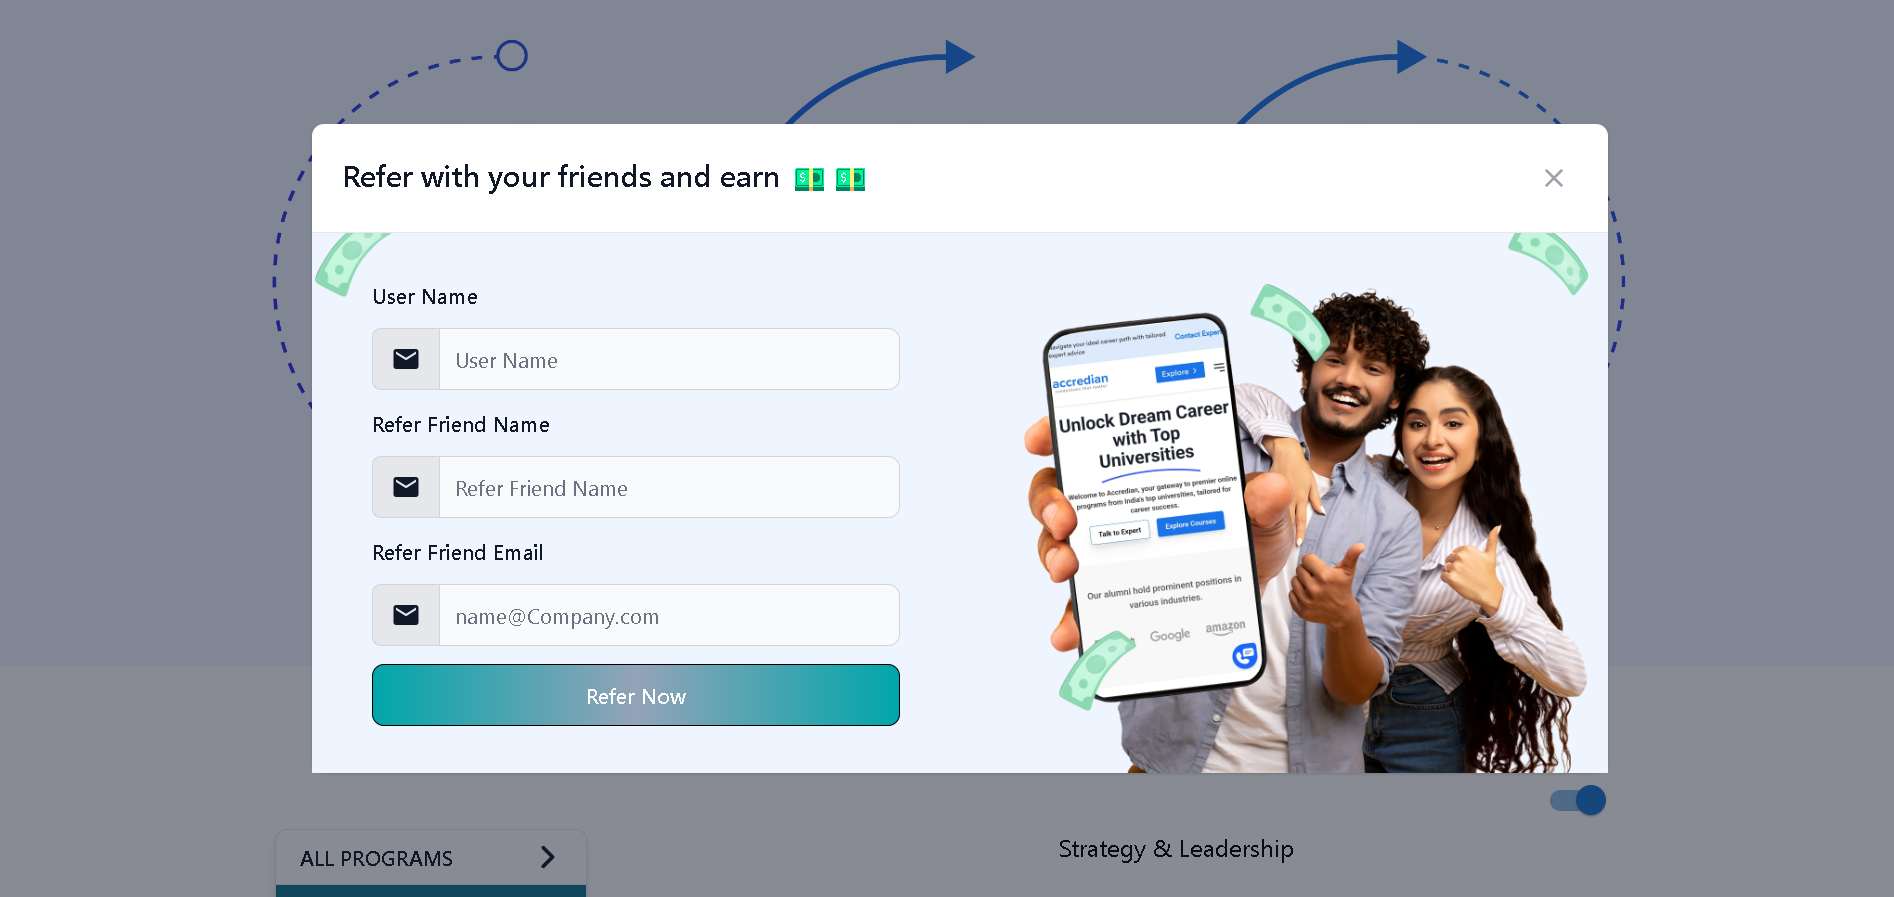 Refer with your friends and earn 💵 💵
User Name
User Name
Refer Friend Name
Refer Friend Name
Refer Friend Email
name@Company.com
Refer Now
Navigate your ideal career path with tailored
expert advice
Contact Expert
accredian
credentials that matter
Explore >
Unlock Dream Career
with Top
Universities
Welcome to Accredian, your gateway to premier online
programs from India's top universities, tailored for
career success.
Talk to Expert
Explore Courses
Our alumni hold prominent positions in
various industries.
Google
amazon
ALL PROGRAMS
Strategy & Leadership